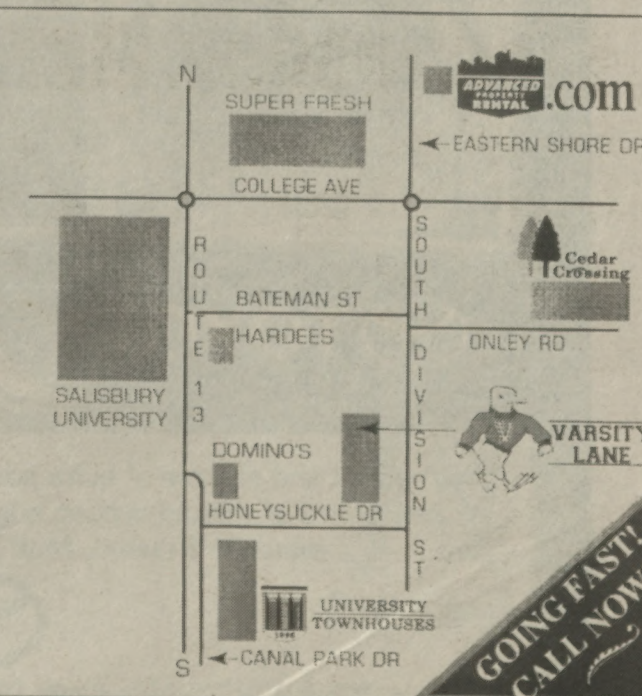 N
ADVANCED
PROPERTY
RENTAL
.com
SUPER FRESH
EASTERN SHORE DR
COLLEGE AVE
ROUTE 13
SOUTH DIVISION ST
Cedar
Crossing
BATEMAN ST
HARDEES
ONLEY RD
SALISBURY
UNIVERSITY
VARSITY
LANE
DOMINO'S
HONEYSUCKLE DR
UNIVERSITY
TOWNHOUSES
CANAL PARK DR
S
GOING FAST!
CALL NOW